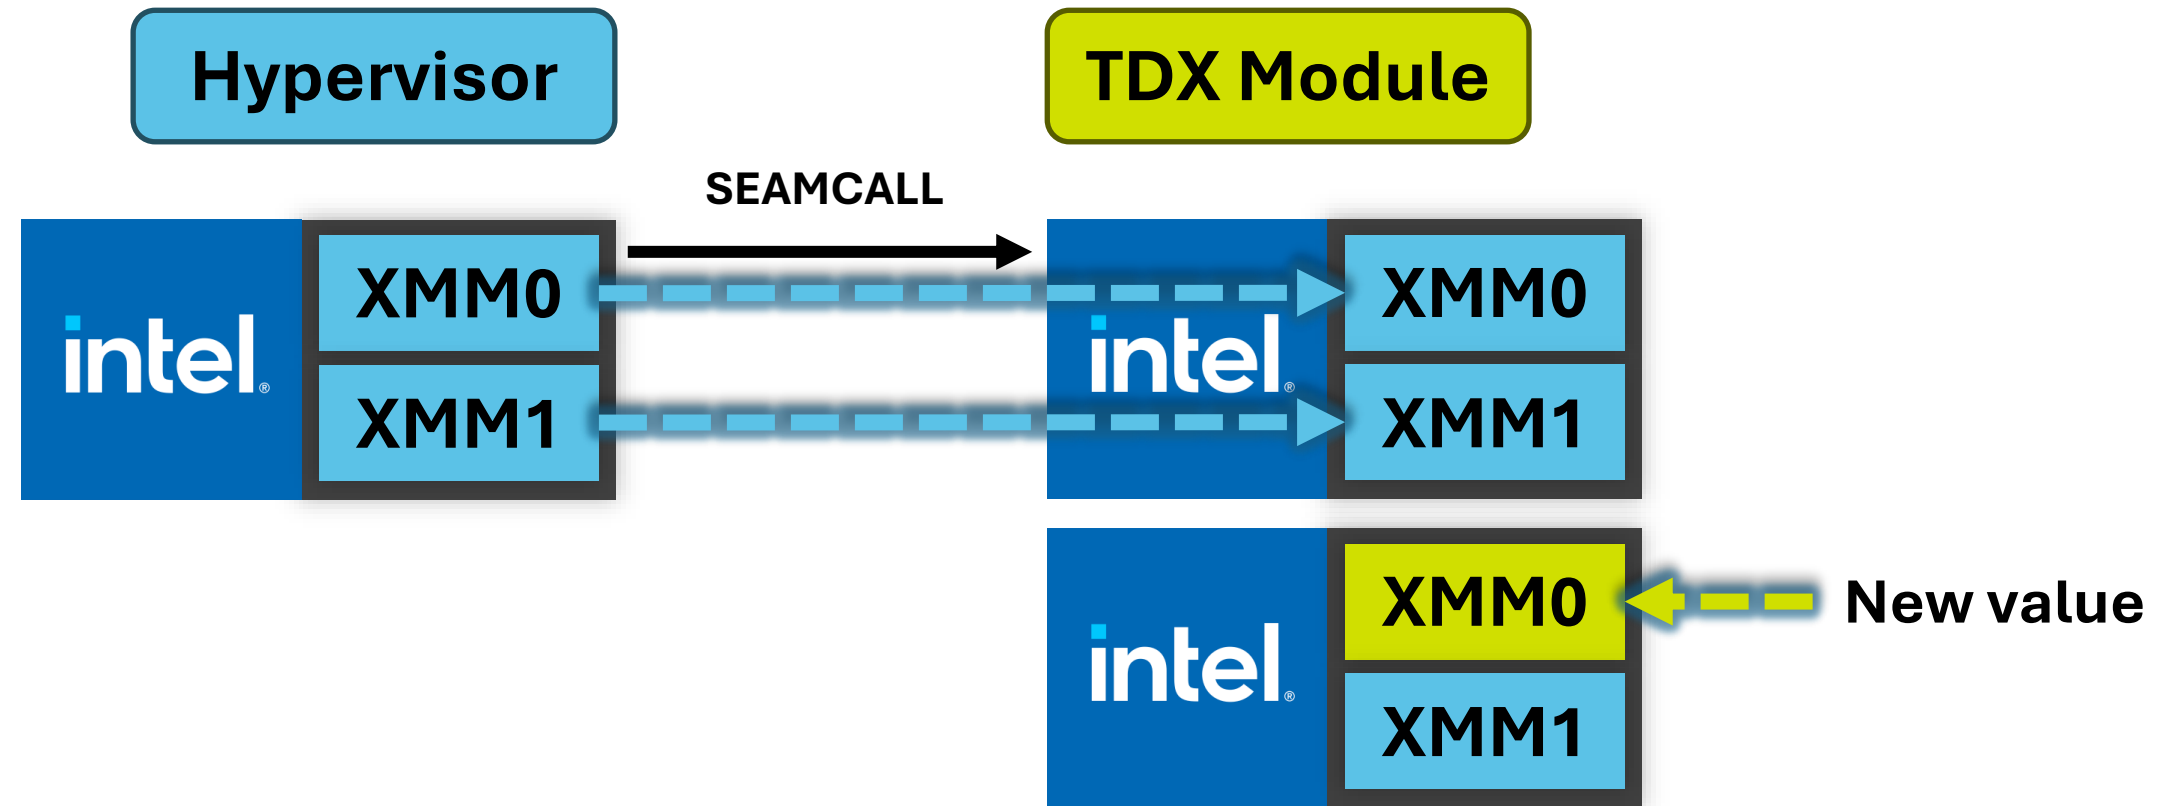 Hypervisor
TDX Module
SEAMCALL
intel®
XMM0
XMM1
intel®
XMM0
XMM1
intel®
XMM0
XMM1
New value